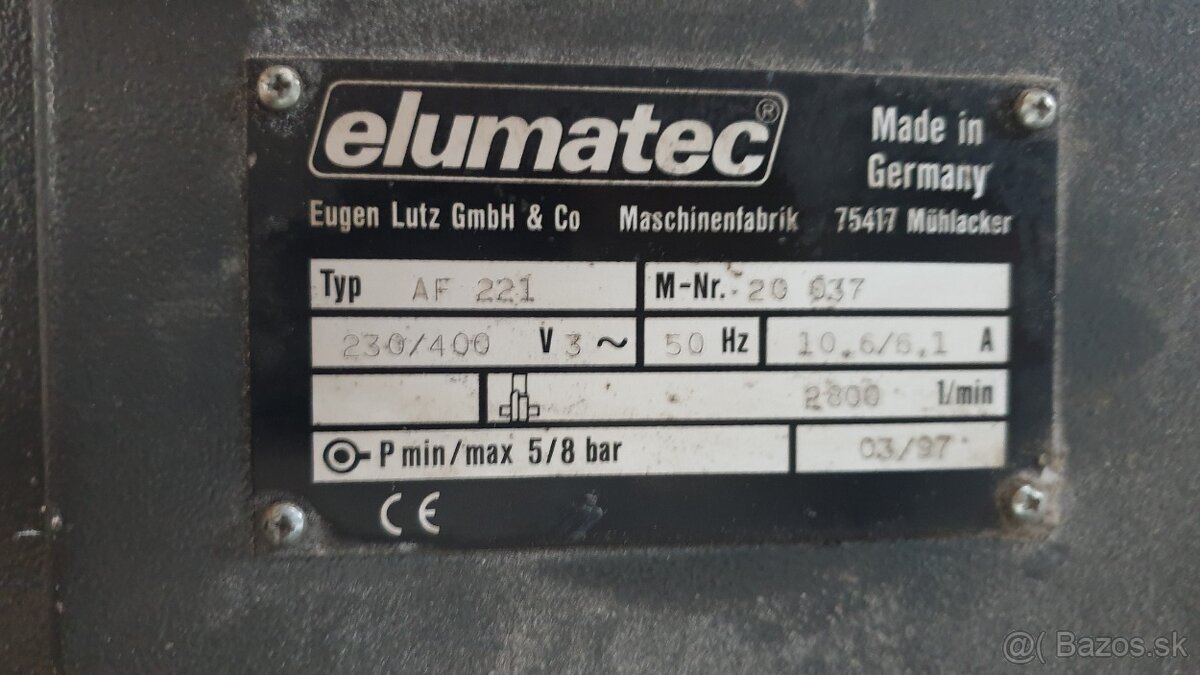 elumatec®
Made in
Germany
Eugen Lutz GmbH & Co Maschinenfabrik 75417 Mühlacker
Typ AF 221 M-Nr. 20 037
230/400 V 3 ~ 50 Hz 10.6/6.1 A
2800 1/min
P min/max 5/8 bar 03/97
CE
@( Bazos.sk